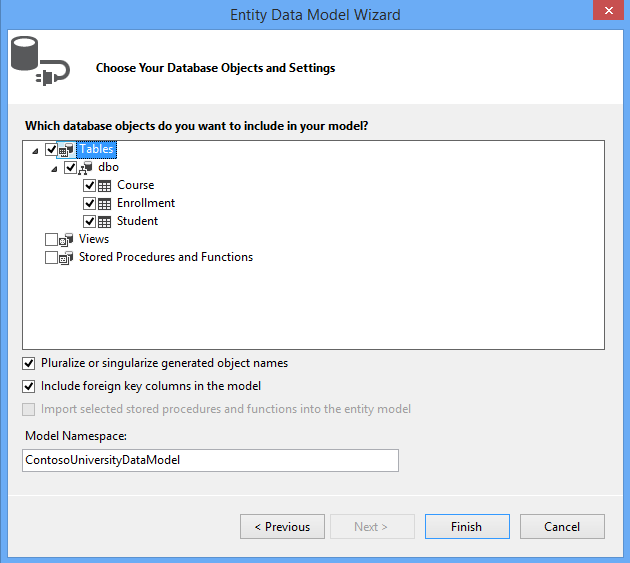 Entity Data Model Wizard
Choose Your Database Objects and Settings
Which database objects do you want to include in your model?
Tables
dbo
Course
Enrollment
Student
Views
Stored Procedures and Functions
Pluralize or singularize generated object names
Include foreign key columns in the model
Import selected stored procedures and functions into the entity model
Model Namespace:
ContosoUniversityDataModel
< Previous Next > Finish Cancel